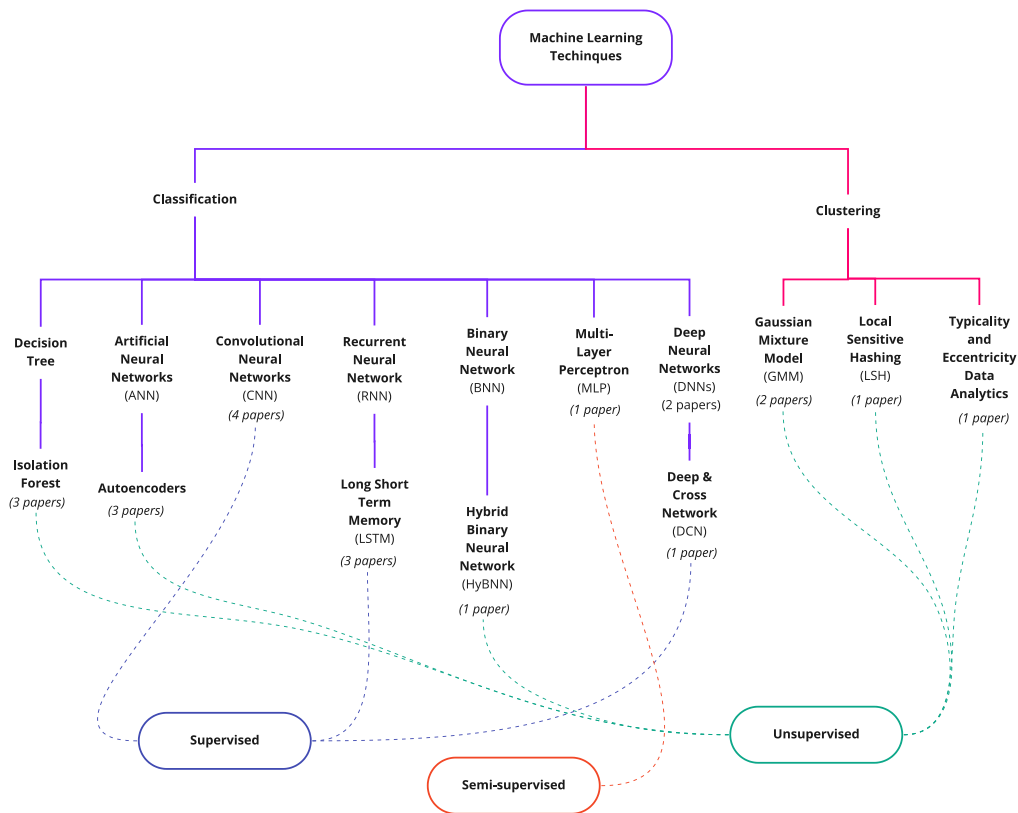 Machine Learning
Techinques
Classification
Clustering
Decision
Tree
Isolation
Forest
(3 papers)
Artificial
Neural
Networks
(ANN)
Autoencoders
(3 papers)
Convolutional
Neural
Networks
(CNN)
(4 papers)
Recurrent
Neural
Network
(RNN)
Long Short
Term
Memory
(LSTM)
(3 papers)
Binary
Neural
Network
(BNN)
Hybrid
Binary
Neural
Network
(HyBNN)
(1 paper)
Multi-
Layer
Perceptron
(MLP)
(1 paper)
Deep
Neural
Networks
(DNNs)
(2 papers)
Deep &
Cross
Network
(DCN)
(1 paper)
Gaussian
Mixture
Model
(GMM)
(2 papers)
Local
Sensitive
Hashing
(LSH)
(1 paper)
Typicality
and
Eccentricity
Data
Analytics
(1 paper)
Supervised
Semi-supervised
Unsupervised